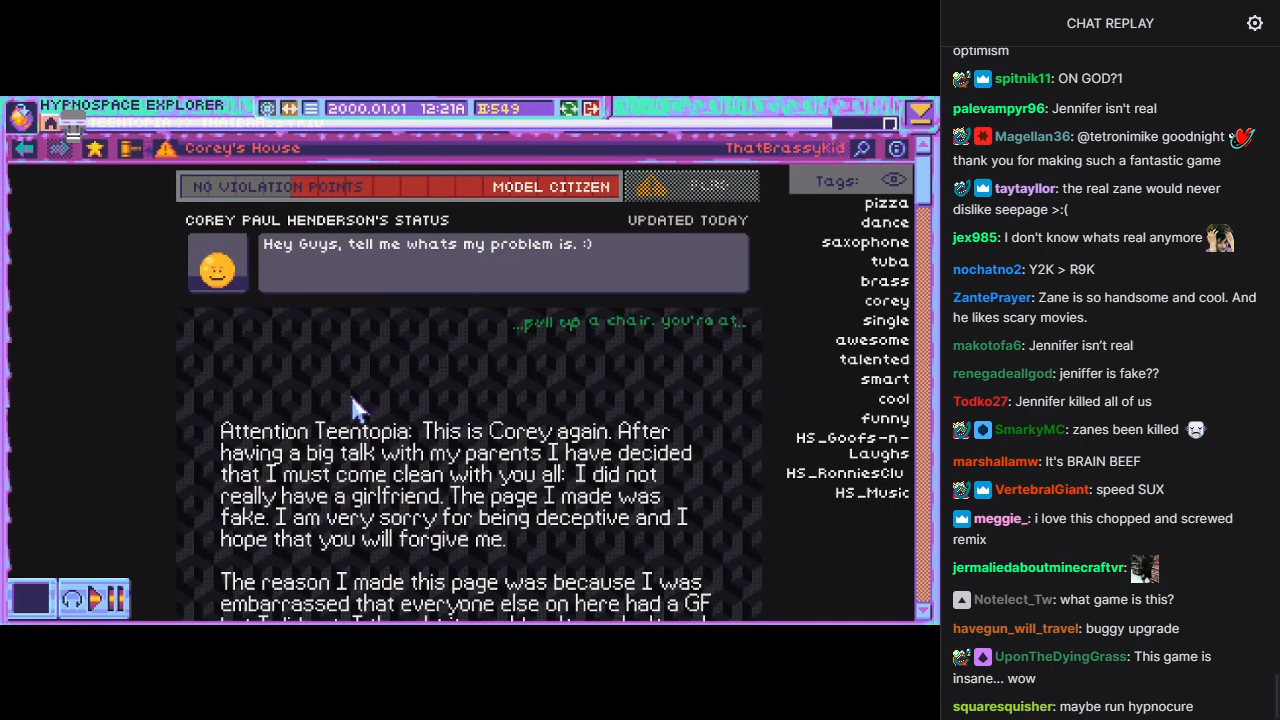 HYPNOSPACE EXPLORER
2000.01.01 12:21A
549
TEENTOPIA >> THATBRASSYKID
Corey's House
ThatBrassyKid
NO VIOLATION POINTS
MODEL CITIZEN
COREY PAUL HENDERSON'S STATUS
UPDATED TODAY
Hey Guys, tell me whats my problem is. :)
...pull up a chair. you're at...
Attention Teentopia: This is Corey again. After
having a big talk with my parents I have decided
that I must come clean with you all: I did not
really have a girlfriend. The page I made was
fake. I am very sorry for being deceptive and I
hope that you will forgive me.
The reason I made this page was because I was
embarrassed that everyone else on here had a GF
Tags:
pizza
dance
saxophone
tuba
brass
corey
single
awesome
talented
smart
cool
funny
HS_Goofs-n-
Laughs
HS_RonniesClu
HS_Music
CHAT REPLAY
optimism
spitnik11: ON GOD?1
palevampyr96: Jennifer isn't real
Magellan36: @tetronimike goodnight
thank you for making such a fantastic game
taytayllor: the real zane would never
dislike seepage >:(
jex985: I don't know whats real anymore
nochatno2: Y2K > R9K
ZantePrayer: Zane is so handsome and cool. And
he likes scary movies.
makotofa6: Jennifer isn't real
renegadeallgod: jeniffer is fake??
Todko27: Jennifer killed all of us
SmarkyMC: zanes been killed
marshallamw: It's BRAIN BEEF
VertebralGiant: speed SUX
meggie_: i love this chopped and screwed
remix
jermaliedaboutminecraftvr:
Notelect_Tw: what game is this?
havegun_will_travel: buggy upgrade
UponTheDyingGrass: This game is
insane... wow
squaresquisher: maybe run hypnocure